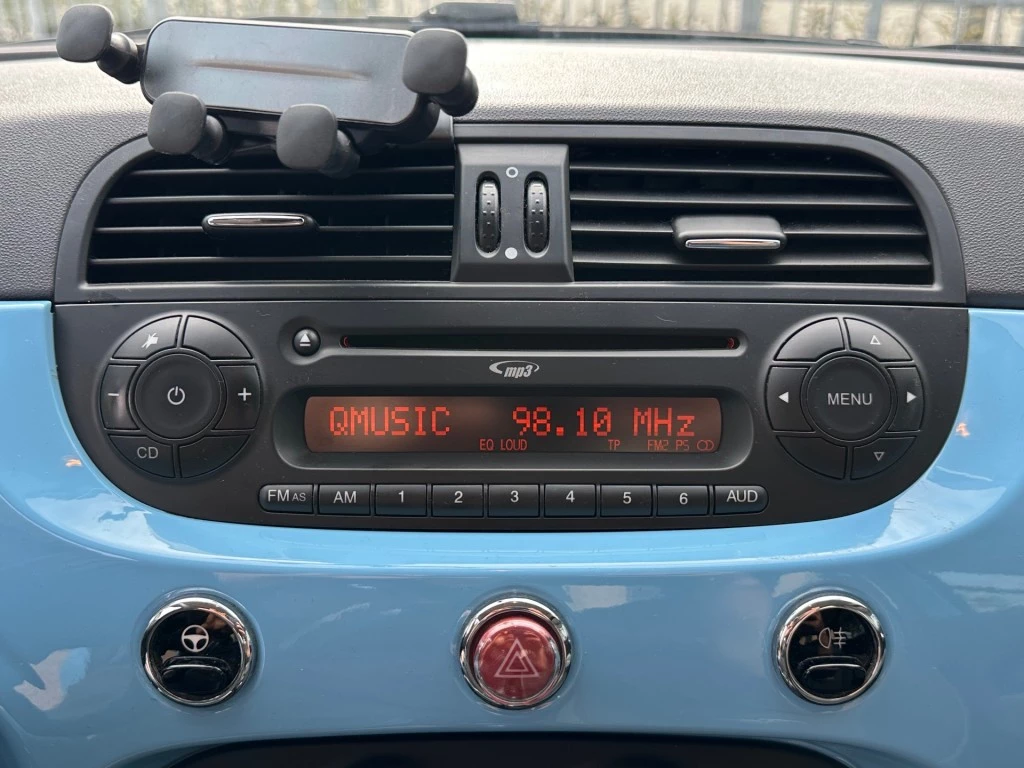 mp3
MENU
QMUSIC 98.10 MHz
EQ LOUD TP FM2 PS CD
CD
FM AS AM 1 2 3 4 5 6 AUD